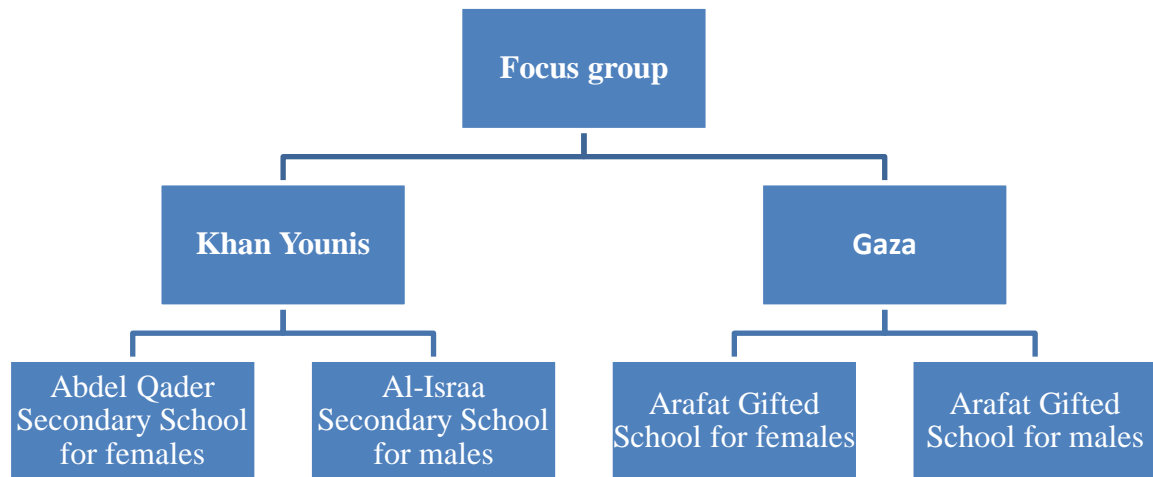 Focus group
Khan Younis
Gaza
Abdel Qader
Secondary School
for females
Al-Israa
Secondary School
for males
Arafat Gifted
School for females
Arafat Gifted
School for males